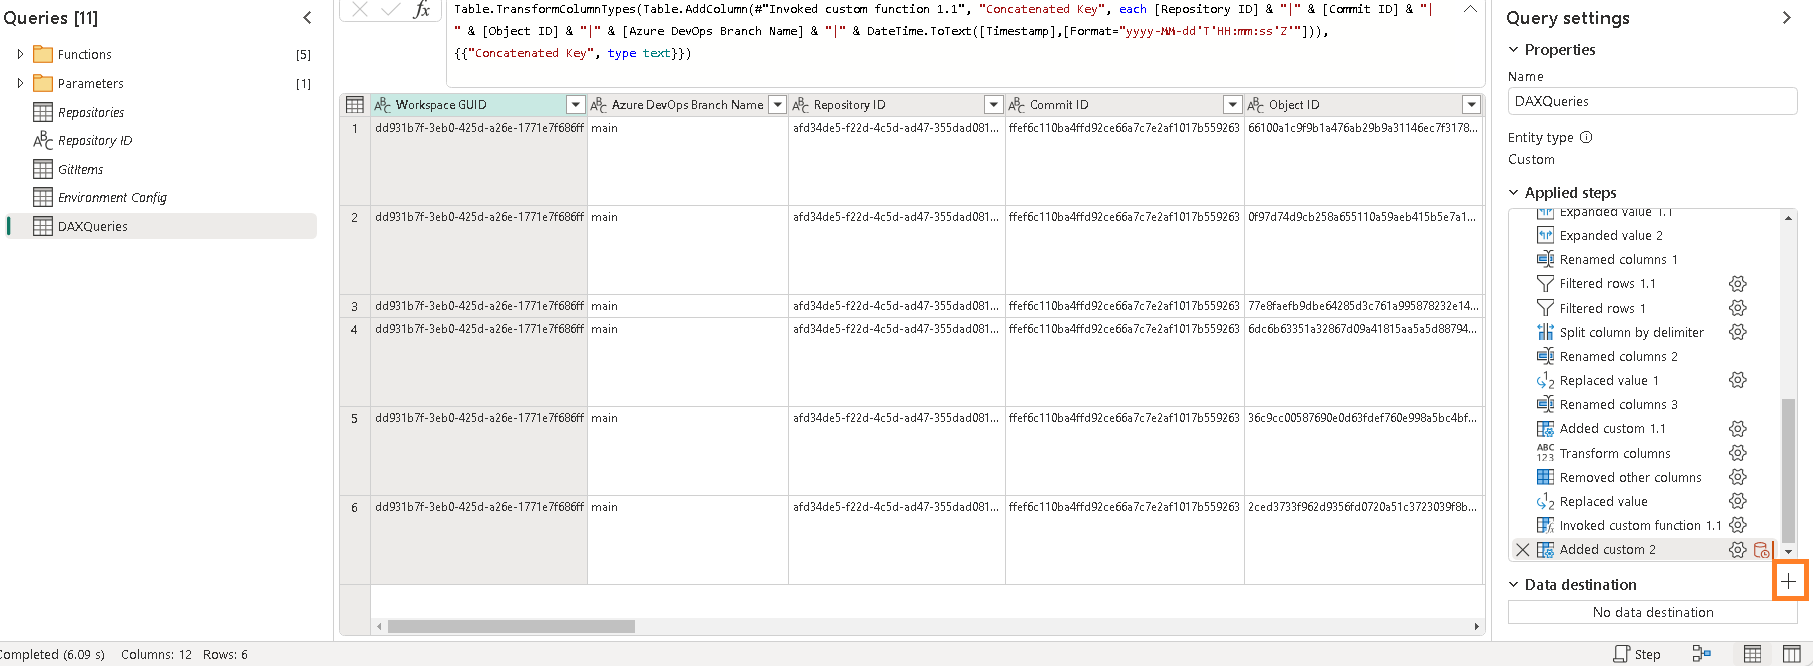 Queries [11]
Functions [5]
Parameters [1]
Repositories
Repository ID
GitItems
Environment Config
DAXQueries
Table.TransformColumnTypes(Table.AddColumn(#"Invoked custom function 1.1", "Concatenated Key", each [Repository ID] & "|" & [Commit ID] & "|
" & [Object ID] & "|" & [Azure DevOps Branch Name] & "|" & DateTime.ToText([Timestamp],[Format="yyyy-MM-dd'T'HH:mm:ss'Z'"])),
{{"Concatenated Key", type text}})
Workspace GUID Azure DevOps Branch Name Repository ID Commit ID Object ID
1 dd931b7f-3eb0-425d-a26e-1771e7f686ff main afd34de5-f22d-4c5d-ad47-355dad081... ffef6c110ba4ffd92ce66a7c7e2af1017b559263 66100a1c9f9b1a476ab29b9a31146ec7f3178...
2 dd931b7f-3eb0-425d-a26e-1771e7f686ff main afd34de5-f22d-4c5d-ad47-355dad081... ffef6c110ba4ffd92ce66a7c7e2af1017b559263 0f97d74d9cb258a655110a59aeb415b5e7a1...
3 dd931b7f-3eb0-425d-a26e-1771e7f686ff main afd34de5-f22d-4c5d-ad47-355dad081... ffef6c110ba4ffd92ce66a7c7e2af1017b559263 77e8faefb9dbe64285d3c761a995878232e14...
4 dd931b7f-3eb0-425d-a26e-1771e7f686ff main afd34de5-f22d-4c5d-ad47-355dad081... ffef6c110ba4ffd92ce66a7c7e2af1017b559263 6dc6b63351a32867d09a41815aa5a5d88794...
5 dd931b7f-3eb0-425d-a26e-1771e7f686ff main afd34de5-f22d-4c5d-ad47-355dad081... ffef6c110ba4ffd92ce66a7c7e2af1017b559263 36c9cc00587690e0d63fdef760e998a5bc4bf...
6 dd931b7f-3eb0-425d-a26e-1771e7f686ff main afd34de5-f22d-4c5d-ad47-355dad081... ffef6c110ba4ffd92ce66a7c7e2af1017b559263 2ced3733f962d9356fd0720a51c3723039f8b...
Query settings
Properties
Name
DAXQueries
Entity type
Custom
Applied steps
Expanded value 1.1
Expanded value 2
Renamed columns 1
Filtered rows 1.1
Filtered rows 1
Split column by delimiter
Renamed columns 2
Replaced value 1
Renamed columns 3
Added custom 1.1
Transform columns
Removed other columns
Replaced value
Invoked custom function 1.1
Added custom 2
Data destination
No data destination
Completed (6.09 s) Columns: 12 Rows: 6
Step